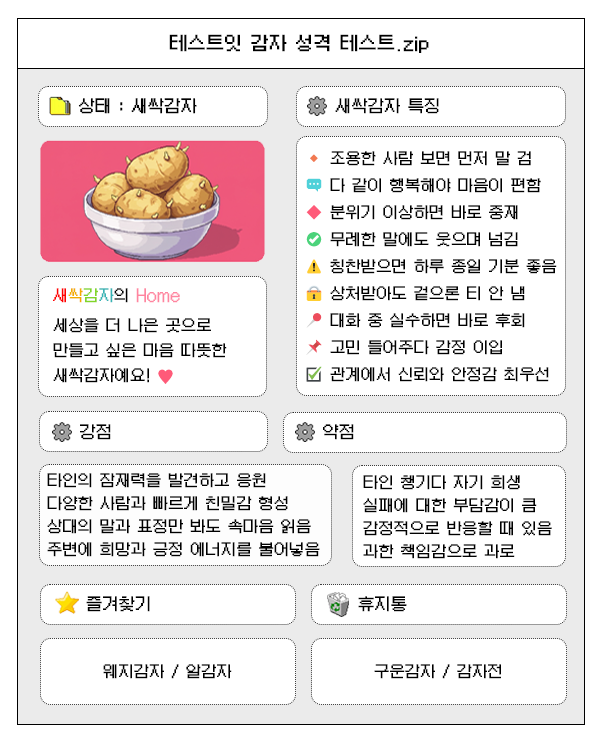 테스트잇 감자 성격 테스트.zip
상태 : 새싹감자
새싹감자의 Home
세상을 더 나은 곳으로
만들고 싶은 마음 따뜻한
새싹감자예요!
새싹감자 특징
조용한 사람 보면 먼저 말 검
다 같이 행복해야 마음이 편함
분위기 이상하면 바로 중재
무례한 말에도 웃으며 넘김
칭찬받으면 하루 종일 기분 좋음
상처받아도 겉으론 티 안 냄
대화 중 실수하면 바로 후회
고민 들어주다 감정 이입
관계에서 신뢰와 안정감 최우선
강점
타인의 잠재력을 발견하고 응원
다양한 사람과 빠르게 친밀감 형성
상대의 말과 표정만 봐도 속마음 읽음
주변에 희망과 긍정 에너지를 불어넣음
약점
타인 챙기다 자기 희생
실패에 대한 부담감이 큼
감정적으로 반응할 때 있음
과한 책임감으로 과로
즐겨찾기
웨지감자 / 알감자
휴지통
구운감자 / 감자전